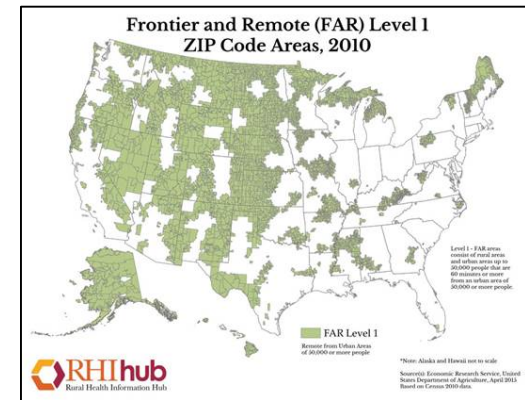 Frontier and Remote (FAR) Level 1
ZIP Code Areas, 2010
Level 1 - FAR areas
consist of rural areas
and urban areas up to
50,000 people that are
60 minutes or more
from an urban area of
50,000 or more people.
FAR Level 1
Remote from Urban Areas
of 50,000 or more people
*Note: Alaska and Hawaii not to scale
Source(s): Economic Research Service, United
States Department of Agriculture, April 2015
Based on Census 2010 data.
RHIhub
Rural Health Information Hub